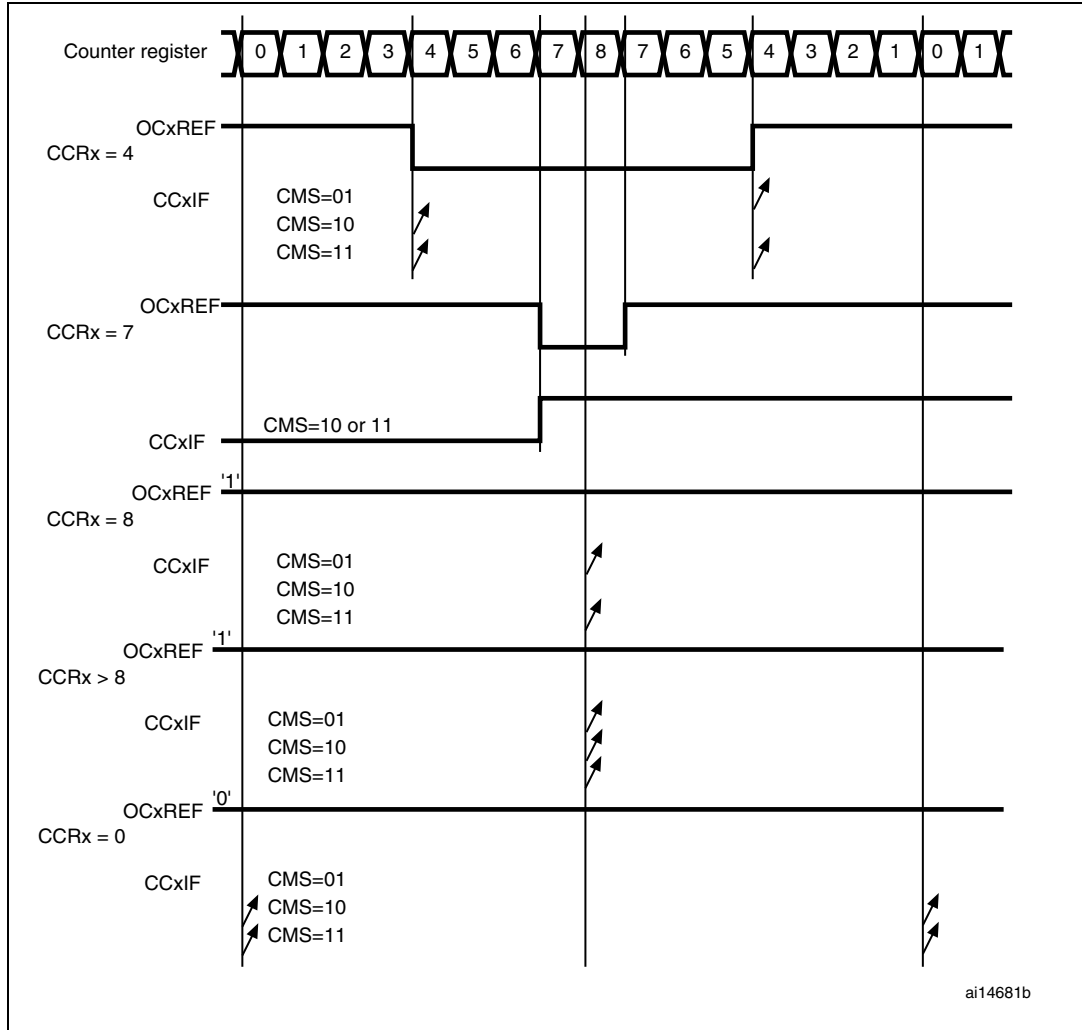 Counter register 0 1 2 3 4 5 6 7 8 7 6 5 4 3 2 1 0 1
OCxREF
CCRx = 4
CCxIF CMS=01
CMS=10
CMS=11
OCxREF
CCRx = 7
CMS=10 or 11
CCxIF
OCxREF '1'
CCRx = 8
CCxIF CMS=01
CMS=10
CMS=11
OCxREF '1'
CCRx > 8
CCxIF CMS=01
CMS=10
CMS=11
OCxREF '0'
CCRx = 0
CCxIF CMS=01
CMS=10
CMS=11
ai14681b